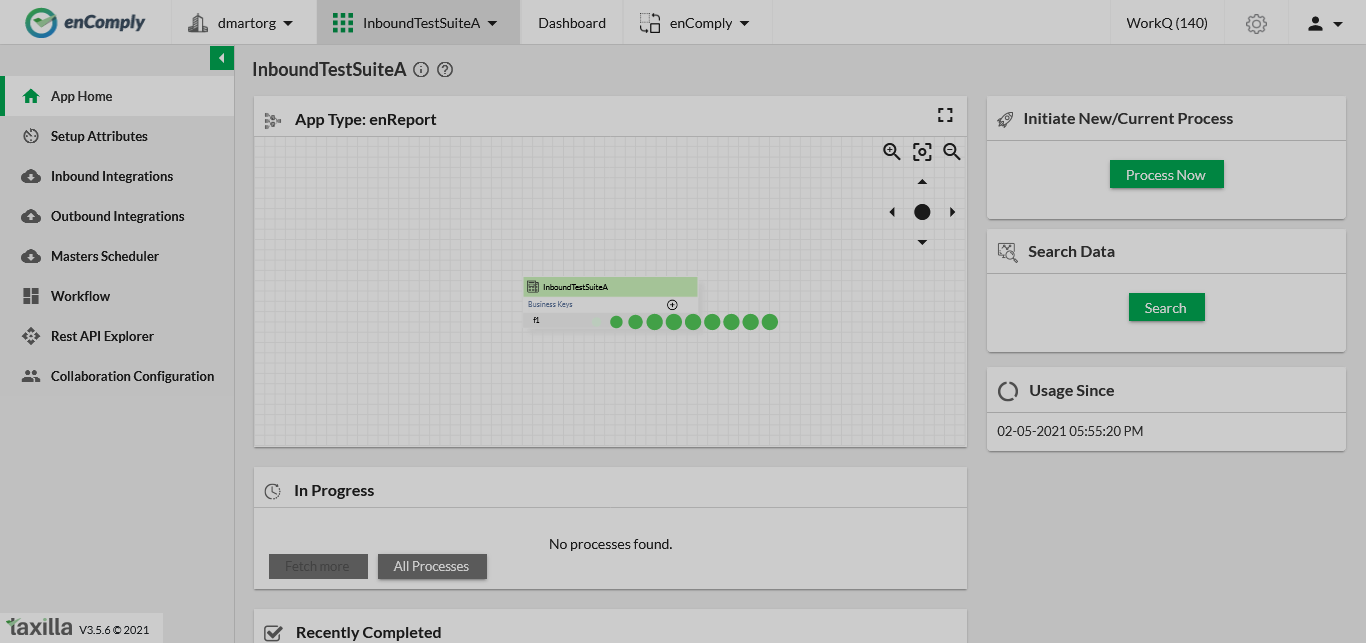 enComply
dmartorg
InboundTestSuiteA
Dashboard
enComply
WorkQ (140)
App Home
Setup Attributes
Inbound Integrations
Outbound Integrations
Masters Scheduler
Workflow
Rest API Explorer
Collaboration Configuration
InboundTestSuiteA
App Type: enReport
InboundTestSuiteA
Business Keys
f1
Initiate New/Current Process
Process Now
Search Data
Search
Usage Since
02-05-2021 05:55:20 PM
In Progress
No processes found.
Fetch more
All Processes
Recently Completed
taxilla V3.5.6 © 2021